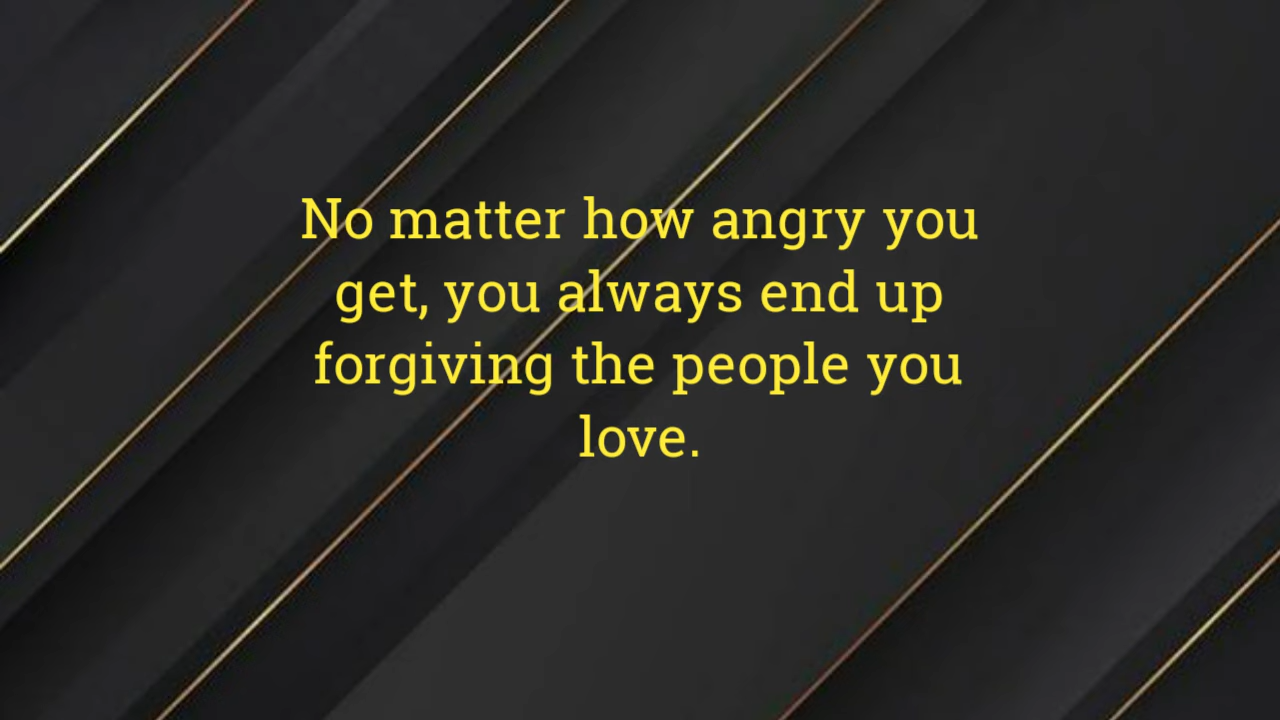 No matter how angry you
get, you always end up
forgiving the people you
love.